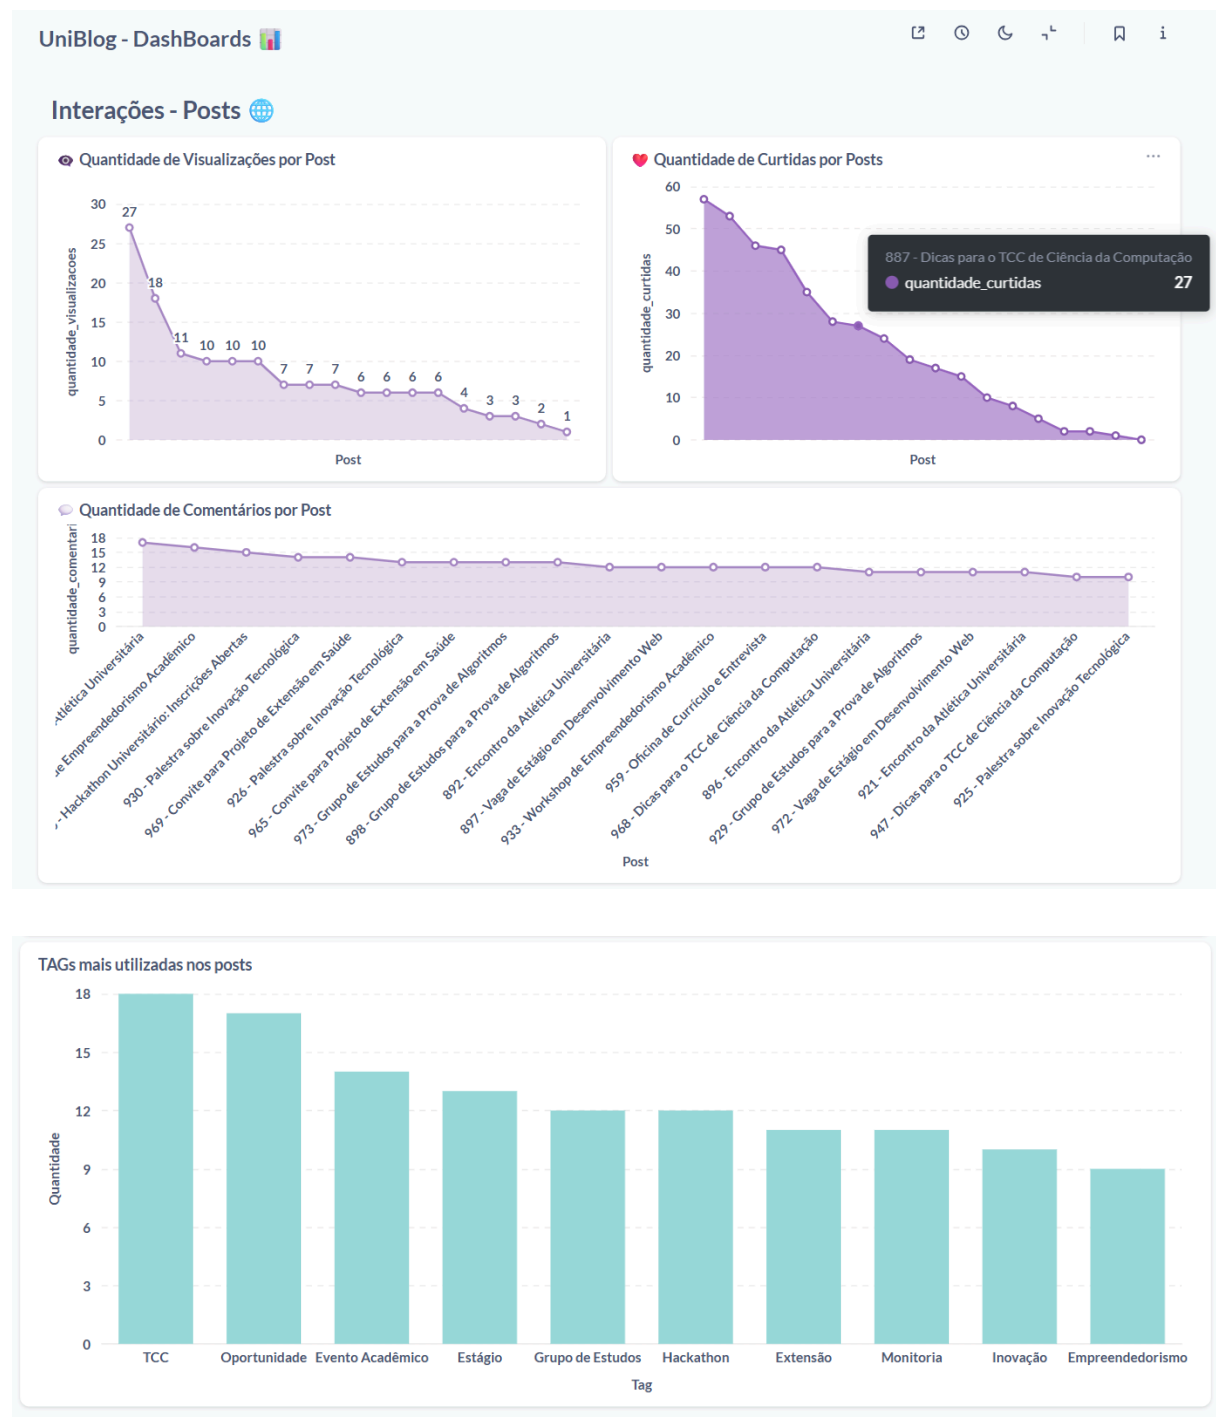 UniBlog - DashBoards 📊
Interações - Posts 🌐
Quantidade de Visualizações por Post
30
25
20
15
10
5
0
quantidade_visualizacoes
27
18
11
10
10
10
7
7
7
6
6
6
6
4
3
3
2
1
Post
Quantidade de Curtidas por Posts
...
60
50
40
30
20
10
0
quantidade_curtidas
887 - Dicas para o TCC de Ciência da Computação
quantidade_curtidas 27
Post
Quantidade de Comentários por Post
18
15
12
9
6
3
0
quantidade_comentari
Atlética Universitária
de Empreendedorismo Acadêmico
- Hackathon Universitário: Inscrições Abertas
930 - Palestra sobre Inovação Tecnológica
969 - Convite para Projeto de Extensão em Saúde
926 - Palestra sobre Inovação Tecnológica
965 - Convite para Projeto de Extensão em Saúde
973 - Grupo de Estudos para a Prova de Algoritmos
898 - Grupo de Estudos para a Prova de Algoritmos
892 - Encontro da Atlética Universitária
897 - Vaga de Estágio em Desenvolvimento Web
933 - Workshop de Empreendedorismo Acadêmico
959 - Oficina de Currículo e Entrevista
968 - Dicas para o TCC de Ciência da Computação
896 - Encontro da Atlética Universitária
929 - Grupo de Estudos para a Prova de Algoritmos
972 - Vaga de Estágio em Desenvolvimento Web
921 - Encontro da Atlética Universitária
947 - Dicas para o TCC de Ciência da Computação
925 - Palestra sobre Inovação Tecnológica
Post
TAGs mais utilizadas nos posts
18
15
12
9
6
3
0
Quantidade
TCC Oportunidade Evento Acadêmico Estágio Grupo de Estudos Hackathon Extensão Monitoria Inovação Empreendedorismo
Tag